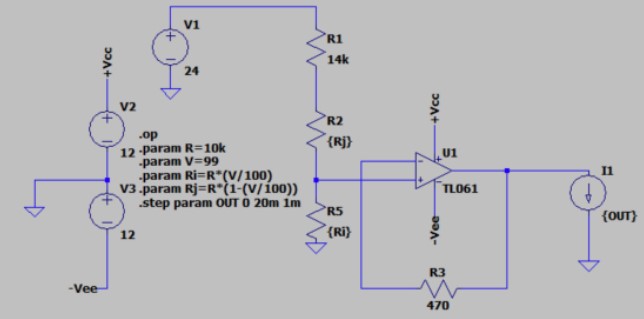 V1
24
R1
14k
R2
{Rj}
R5
{Ri}
+Vcc
V2
12
.op
.param R=10k
.param V=99
.param Ri=R*(V/100)
.param Rj=R*(1-(V/100))
.step param OUT 0 20m 1m
V3
12
-Vee
+Vcc
U1
TL061
-Vee
R3
470
I1
{OUT}